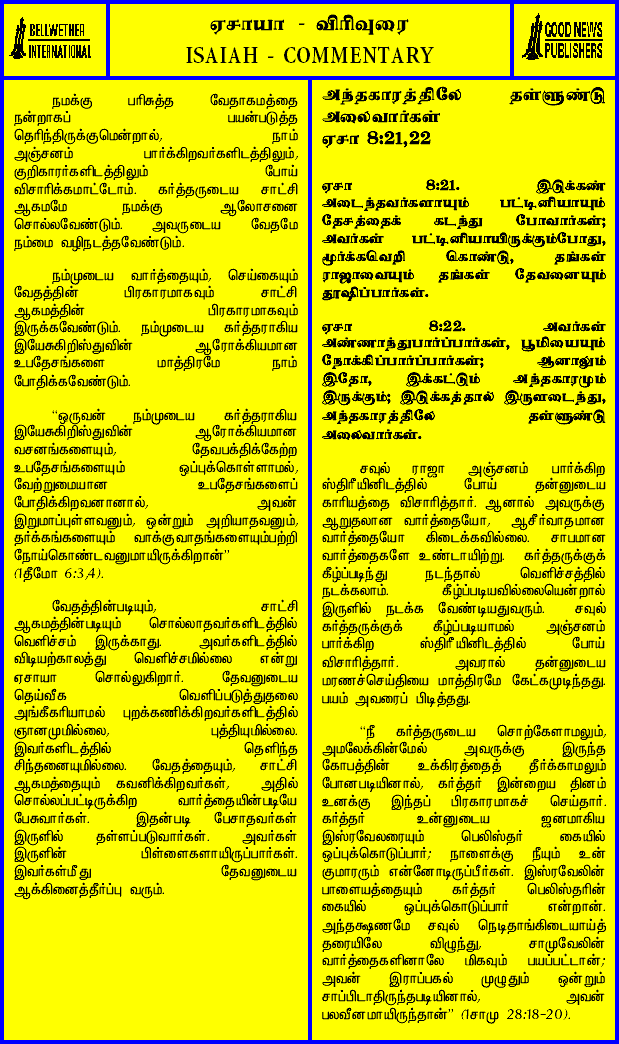 BELLWETHER
INTERNATIONAL
ஏசாயா - விரிவுரை
ISAIAH - COMMENTARY
GOOD NEWS
PUBLISHERS
நமக்கு பரிசுத்த வேதாகமத்தை
நன்றாகப் பயன்படுத்த
தெரிந்திருக்குமென்றால், நாம்
அஞ்சனம் பார்க்கிறவர்களிடத்திலும்,
குறிகாரர்களிடத்திலும் போய்
விசாரிக்கமாட்டோம். கர்த்தருடைய சாட்சி
ஆகமமே நமக்கு ஆலோசனை
சொல்லவேண்டும். அவருடைய வேதமே
நம்மை வழிநடத்தவேண்டும்.
நம்முடைய வார்த்தையும், செய்கையும்
வேதத்தின் பிரகாரமாகவும் சாட்சி
ஆகமத்தின் பிரகாரமாகவும்
இருக்கவேண்டும். நம்முடைய கர்த்தராகிய
இயேசுகிறிஸ்துவின் ஆரோக்கியமான
உபதேசங்களை மாத்திரமே நாம்
போதிக்கவேண்டும்.
“ஒருவன் நம்முடைய கர்த்தராகிய
இயேசுகிறிஸ்துவின் ஆரோக்கியமான
வசனங்களையும், தேவபக்திக்கேற்ற
உபதேசங்களையும் ஒப்புக்கொள்ளாமல்,
வேற்றுமையான உபதேசங்களைப்
போதிக்கிறவனானால், அவன்
இறுமாப்புள்ளவனும், ஒன்றும் அறியாதவனும்,
தர்க்கங்களையும் வாக்குவாதங்களையும்பற்றி
நோய்கொண்டவனுமாயிருக்கிறான்”
(1தீமோ 6:3,4).
வேதத்தின்படியும், சாட்சி
ஆகமத்தின்படியும் சொல்லாதவர்களிடத்தில்
வெளிச்சம் இருக்காது. அவர்களிடத்தில்
விடியற்காலத்து வெளிச்சமில்லை என்று
ஏசாயா சொல்லுகிறார். தேவனுடைய
தெய்வீக வெளிப்படுத்துதலை
அங்கீகரியாமல் புறக்கணிக்கிறவர்களிடத்தில்
ஞானமுமில்லை, புத்தியுமில்லை.
இவர்களிடத்தில் தெளிந்த
சிந்தனையுமில்லை. வேதத்தையும், சாட்சி
ஆகமத்தையும் கவனிக்கிறவர்கள், அதில்
சொல்லப்பட்டிருக்கிற வார்த்தையின்படியே
பேசுவார்கள். இதன்படி பேசாதவர்கள்
இருளில் தள்ளப்படுவார்கள். அவர்கள்
இருளின் பிள்ளைகளாயிருப்பார்கள்.
இவர்கள்மீது தேவனுடைய
ஆக்கினைத்தீர்ப்பு வரும்.
அந்தகாரத்திலே தள்ளுண்டு
அலைவார்கள்
ஏசா 8:21,22
ஏசா 8:21. இடுக்கண்
அடைந்தவர்களாயும் பட்டினியாயும்
தேசத்தைக் கடந்து போவார்கள்;
அவர்கள் பட்டினியாயிருக்கும்போது,
மூர்க்கவெறி கொண்டு, தங்கள்
ராஜாவையும் தங்கள் தேவனையும்
தூஷிப்பார்கள்.
ஏசா 8:22. அவர்கள்
அண்ணாந்துபார்ப்பார்கள், பூமியையும்
நோக்கிப்பார்ப்பார்கள்; ஆனாலும்
இதோ, இக்கட்டும் அந்தகாரமும்
இருக்கும்; இடுக்கத்தால் இருளடைந்து,
அந்தகாரத்திலே தள்ளுண்டு
அலைவார்கள்.
சவுல் ராஜா அஞ்சனம் பார்க்கிற
ஸ்திரீயினிடத்தில் போய் தன்னுடைய
காரியத்தை விசாரித்தார். ஆனால் அவருக்கு
ஆறுதலான வார்த்தையோ, ஆசீர்வாதமான
வார்த்தையோ கிடைக்கவில்லை. சாபமான
வார்த்தைகளே உண்டாயிற்று. கர்த்தருக்குக்
கீழ்ப்படிந்து நடந்தால் வெளிச்சத்தில்
நடக்கலாம். கீழ்ப்படியவில்லையென்றால்
இருளில் நடக்க வேண்டியதுவரும். சவுல்
கர்த்தருக்குக் கீழ்ப்படியாமல் அஞ்சனம்
பார்க்கிற ஸ்திரீயினிடத்தில் போய்
விசாரித்தார். அவரால் தன்னுடைய
மரணச்செய்தியை மாத்திரமே கேட்கமுடிந்தது.
பயம் அவரைப் பிடித்தது.
“நீ கர்த்தருடைய சொற்கேளாமலும்,
அமலேக்கின்மேல் அவருக்கு இருந்த
கோபத்தின் உக்கிரத்தைத் தீர்க்காமலும்
போனபடியினால், கர்த்தர் இன்றைய தினம்
உனக்கு இந்தப் பிரகாரமாகச் செய்தார்.
கர்த்தர் உன்னுடைய ஜனமாகிய
இஸ்ரவேலரையும் பெலிஸ்தர் கையில்
ஒப்புக்கொடுப்பார்; நாளைக்கு நீயும் உன்
குமாரரும் என்னோடிருப்பீர்கள். இஸ்ரவேலின்
பாளையத்தையும் கர்த்தர் பெலிஸ்தரின்
கையில் ஒப்புக்கொடுப்பார் என்றான்.
அந்தக்ஷணமே சவுல் நெடிதாங்கிடையாய்த்
தரையிலே விழுந்து, சாமுவேலின்
வார்த்தைகளினாலே மிகவும் பயப்பட்டான்;
அவன் இராப்பகல் முழுதும் ஒன்றும்
சாப்பிடாதிருந்தபடியினால், அவன்
பலவீனமாயிருந்தான்” (1சாமு 28:18-20).